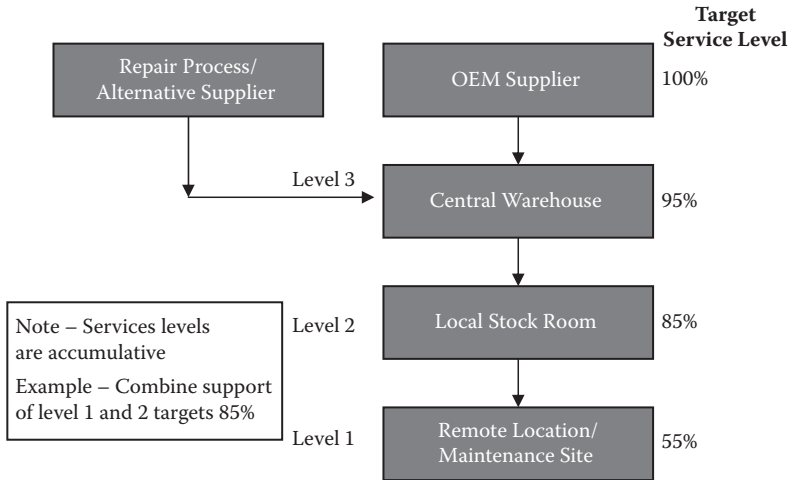 Target
Service Level
Repair Process/
Alternative Supplier
OEM Supplier
100%
Level 3
Central Warehouse
95%
Note – Services levels
are accumulative
Example – Combine support
of level 1 and 2 targets 85%
Level 2
Local Stock Room
85%
Level 1
Remote Location/
Maintenance Site
55%